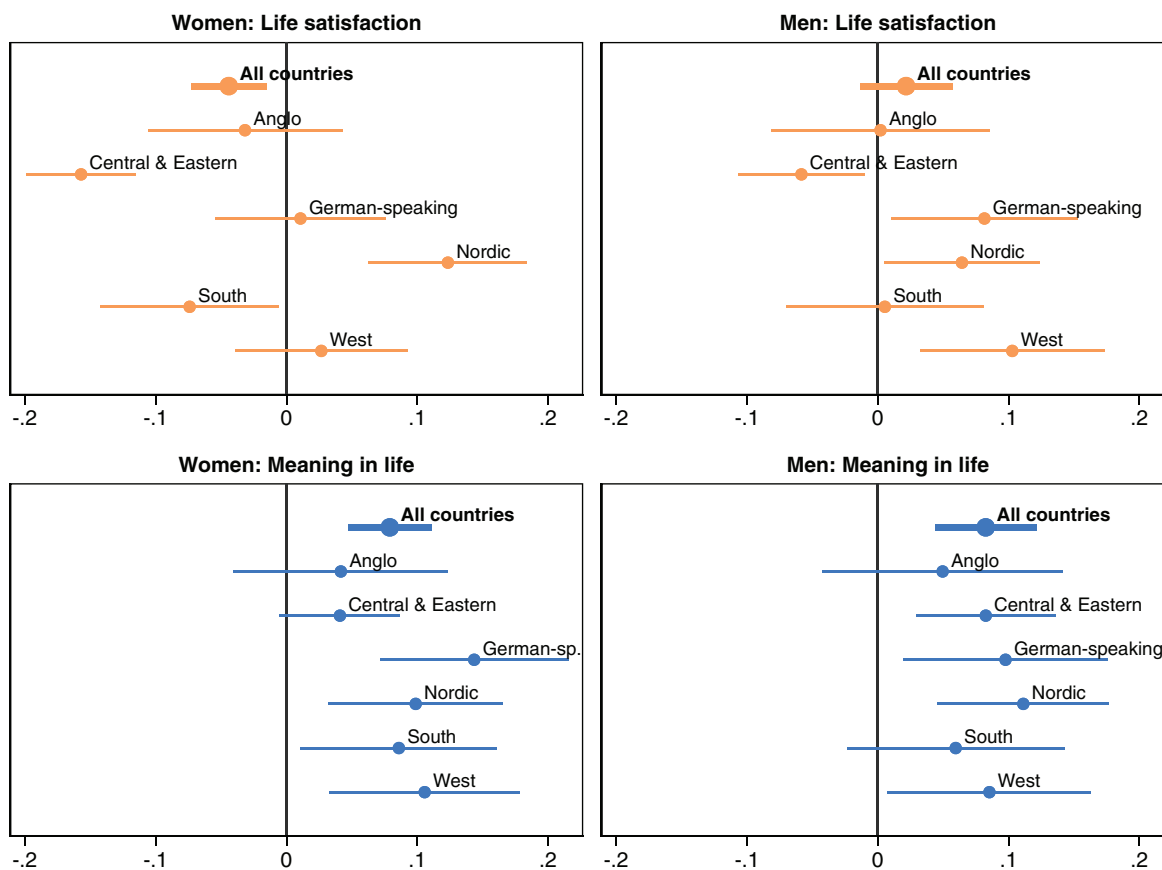 Women: Life satisfaction
All countries
Anglo
Central & Eastern
German-speaking
Nordic
South
West
-.2 -.1 0 .1 .2
Men: Life satisfaction
All countries
Anglo
Central & Eastern
German-speaking
Nordic
South
West
-.2 -.1 0 .1 .2
Women: Meaning in life
All countries
Anglo
Central & Eastern
German-sp.
Nordic
South
West
-.2 -.1 0 .1 .2
Men: Meaning in life
All countries
Anglo
Central & Eastern
German-speaking
Nordic
South
West
-.2 -.1 0 .1 .2